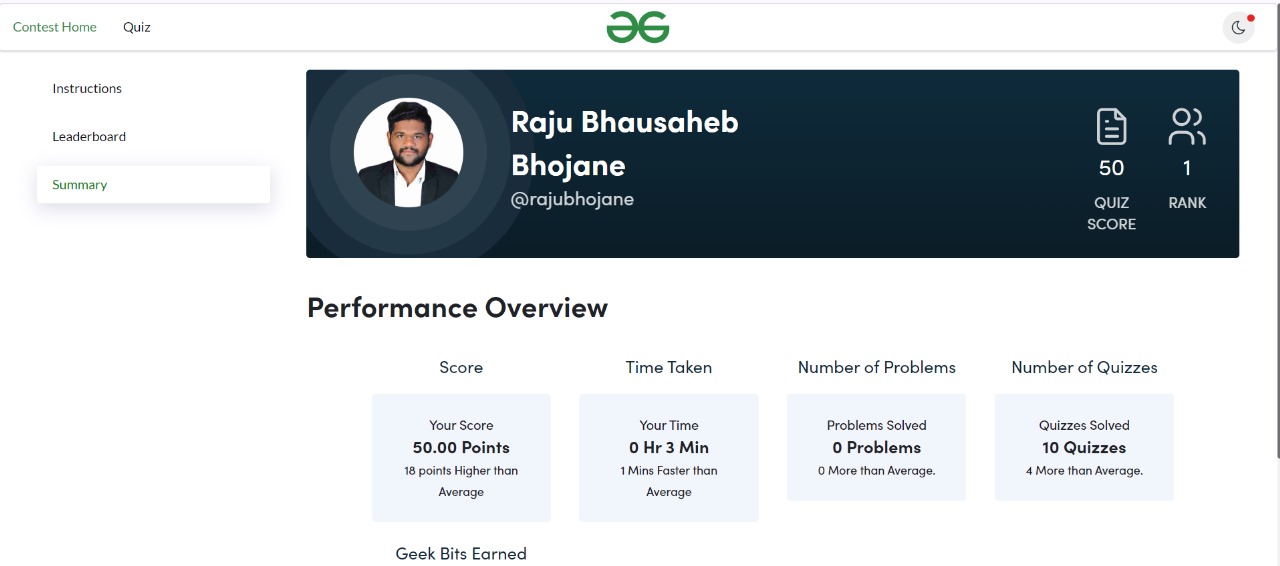 Contest Home
Quiz
Instructions
Leaderboard
Summary
Raju Bhausaheb
Bhojane
@rajubhojane
50
QUIZ
SCORE
1
RANK
Performance Overview
Score
Your Score
50.00 Points
18 points Higher than
Average
Time Taken
Your Time
0 Hr 3 Min
1 Mins Faster than
Average
Number of Problems
Problems Solved
0 Problems
0 More than Average.
Number of Quizzes
Quizzes Solved
10 Quizzes
4 More than Average.
Geek Bits Earned